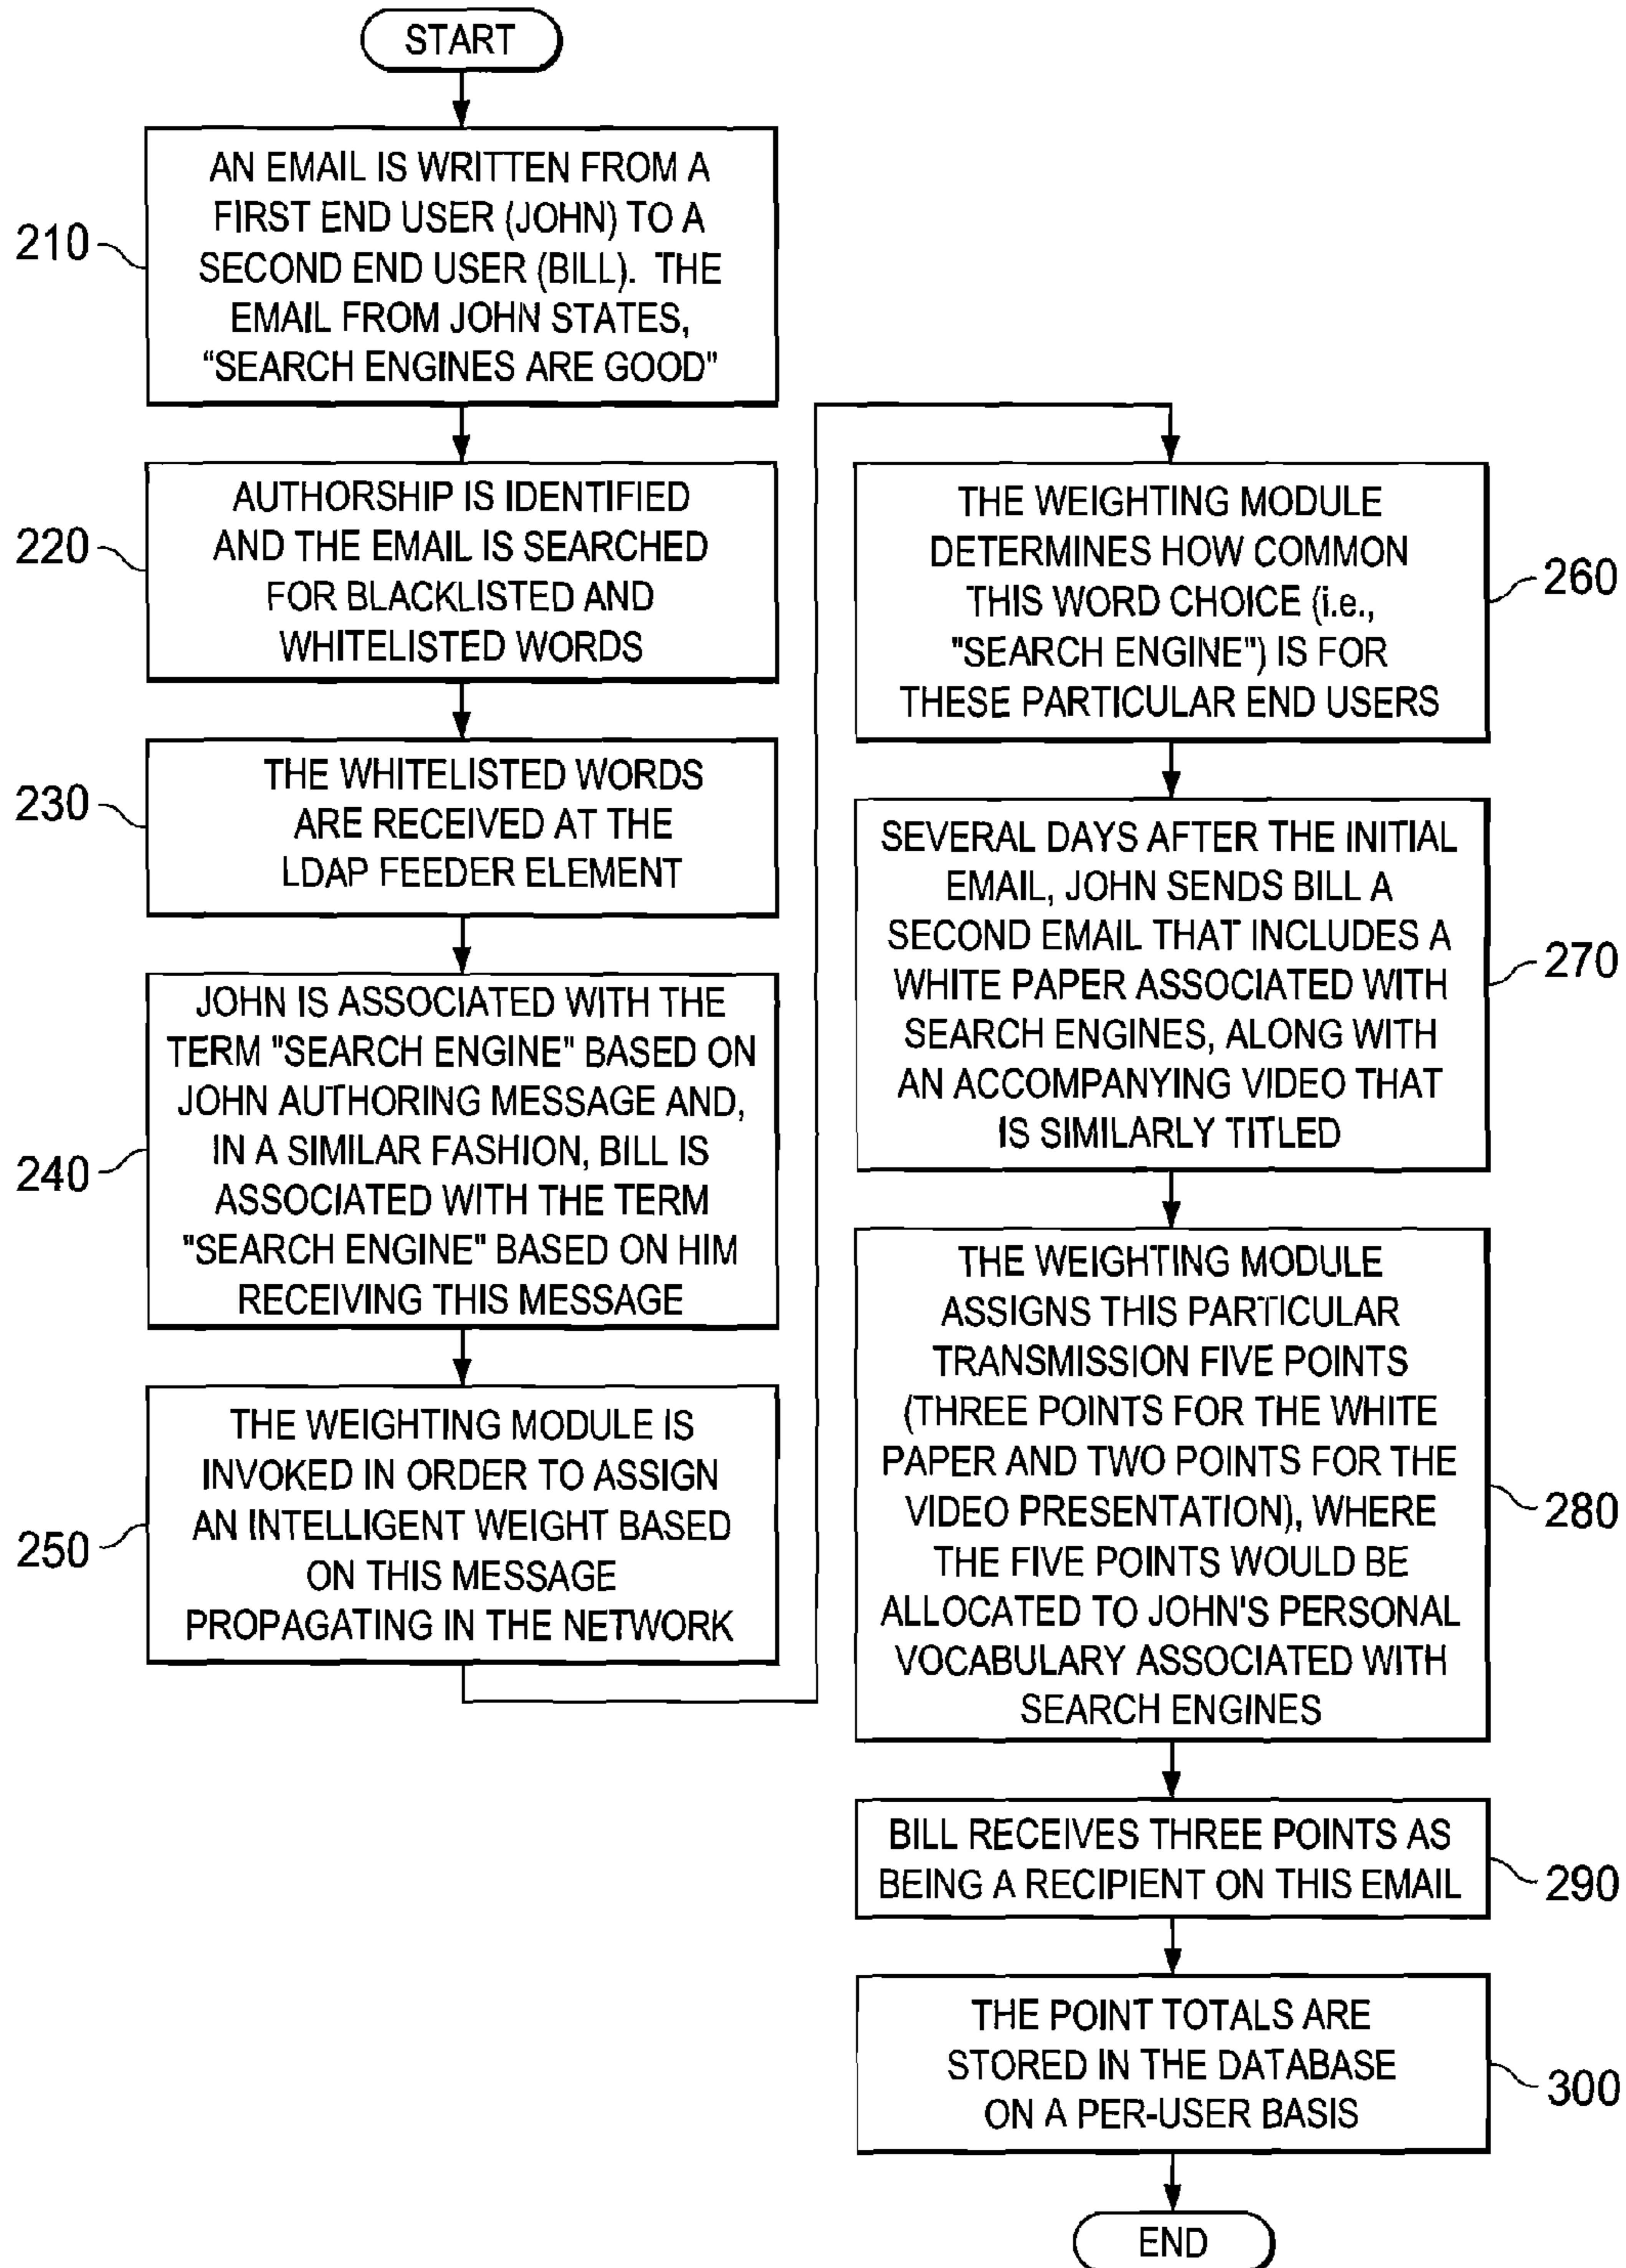 START
210
AN EMAIL IS WRITTEN FROM A
FIRST END USER (JOHN) TO A
SECOND END USER (BILL). THE
EMAIL FROM JOHN STATES,
“SEARCH ENGINES ARE GOOD"
220
AUTHORSHIP IS IDENTIFIED
AND THE EMAIL IS SEARCHED
FOR BLACKLISTED AND
WHITELISTED WORDS
230
THE WHITELISTED WORDS
ARE RECEIVED AT THE
LDAP FEEDER ELEMENT
240
JOHN IS ASSOCIATED WITH THE
TERM "SEARCH ENGINE" BASED ON
JOHN AUTHORING MESSAGE AND,
IN A SIMILAR FASHION, BILL IS
ASSOCIATED WITH THE TERM
"SEARCH ENGINE" BASED ON HIM
RECEIVING THIS MESSAGE
250
THE WEIGHTING MODULE IS
INVOKED IN ORDER TO ASSIGN
AN INTELLIGENT WEIGHT BASED
ON THIS MESSAGE
PROPAGATING IN THE NETWORK
THE WEIGHTING MODULE
DETERMINES HOW COMMON
THIS WORD CHOICE (i.e.,
"SEARCH ENGINE") IS FOR
THESE PARTICULAR END USERS
260
SEVERAL DAYS AFTER THE INITIAL
EMAIL, JOHN SENDS BILL A
SECOND EMAIL THAT INCLUDES A
WHITE PAPER ASSOCIATED WITH
SEARCH ENGINES, ALONG WITH
AN ACCOMPANYING VIDEO THAT
IS SIMILARLY TITLED
270
THE WEIGHTING MODULE
ASSIGNS THIS PARTICULAR
TRANSMISSION FIVE POINTS
(THREE POINTS FOR THE WHITE
PAPER AND TWO POINTS FOR THE
VIDEO PRESENTATION), WHERE
THE FIVE POINTS WOULD BE
ALLOCATED TO JOHN'S PERSONAL
VOCABULARY ASSOCIATED WITH
SEARCH ENGINES
280
BILL RECEIVES THREE POINTS AS
BEING A RECIPIENT ON THIS EMAIL
290
THE POINT TOTALS ARE
STORED IN THE DATABASE
ON A PER-USER BASIS
300
END